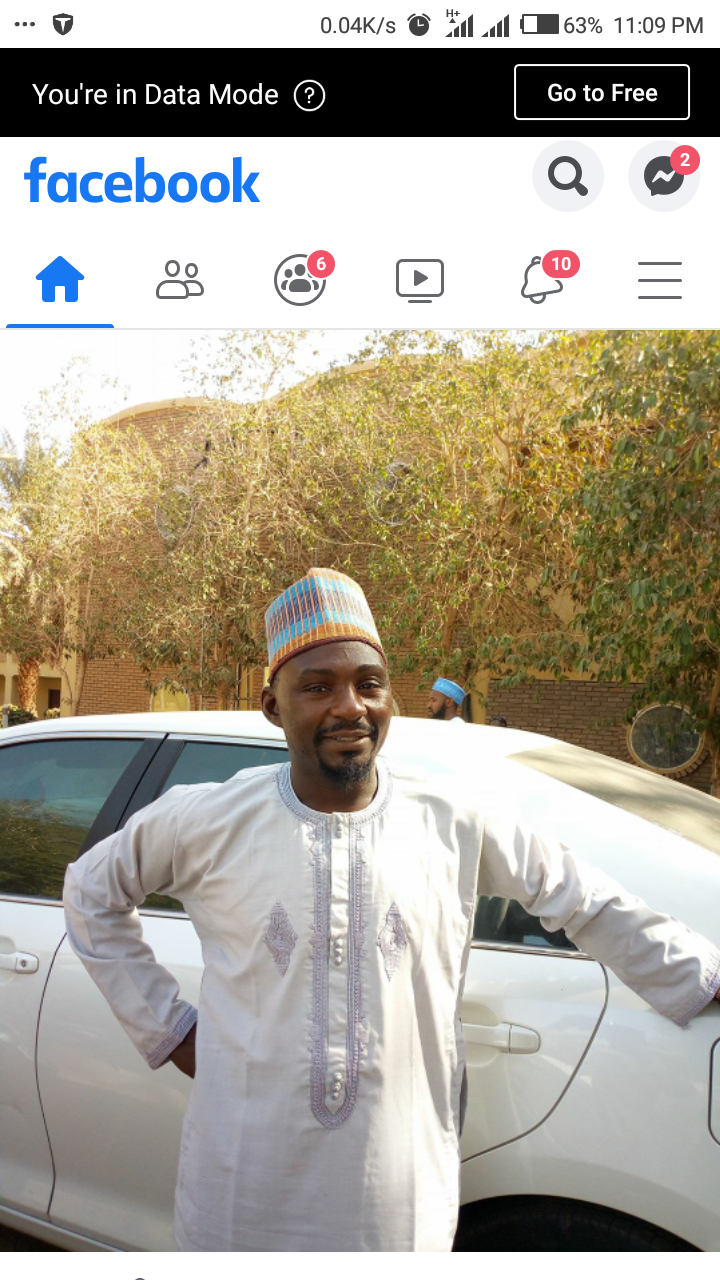 0.04K/s H+ 63% 11:09 PM
You're in Data Mode ? Go to Free
facebook 2
6 10